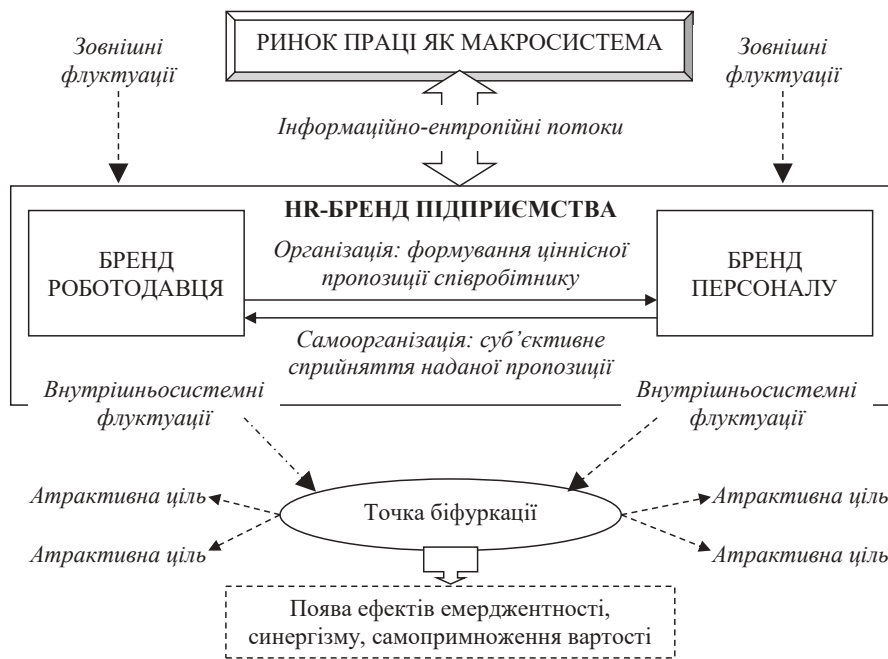 Зовнішні
флуктуації
РИНОК ПРАЦІ ЯК МАКРОСИСТЕМА
Зовнішні
флуктуації
Інформаційно-ентропійні потоки
HR-БРЕНД ПІДПРИЄМСТВА
БРЕНД
РОБОТОДАВЦЯ
Організація: формування ціннісної
пропозиції співробітнику
БРЕНД
ПЕРСОНАЛУ
Самоорганізація: суб’єктивне
сприйняття наданої пропозиції
Внутрішньосистемні
флуктуації
Внутрішньосистемні
флуктуації
Атрактивна ціль
Атрактивна ціль
Точка біфуркації
Атрактивна ціль
Атрактивна ціль
Поява ефектів емерджентності,
синергізму, самопримноження вартості